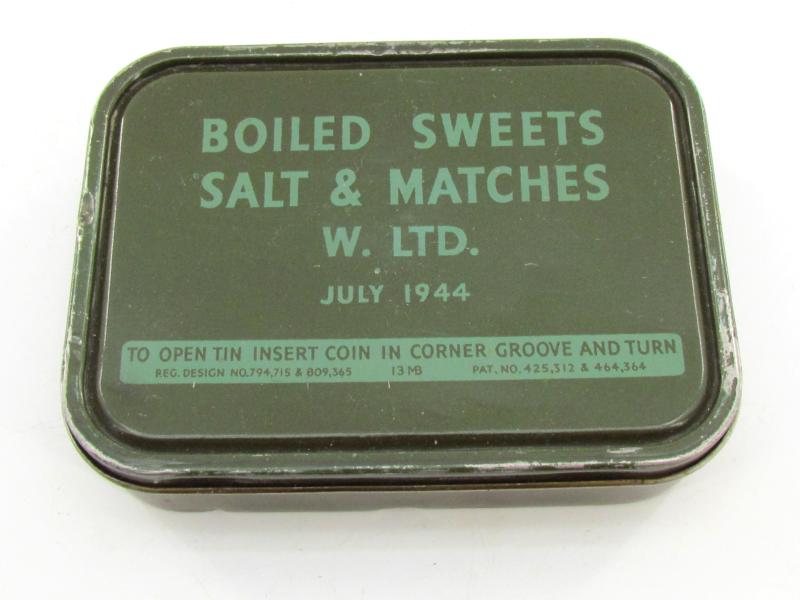 BOILED SWEETS
SALT & MATCHES
W. LTD.
JULY 1944
TO OPEN TIN INSERT COIN IN CORNER GROOVE AND TURN
REG. DESIGN NO. 794,715 & 809,365 13 MB PAT. NO. 425,312 & 464,364